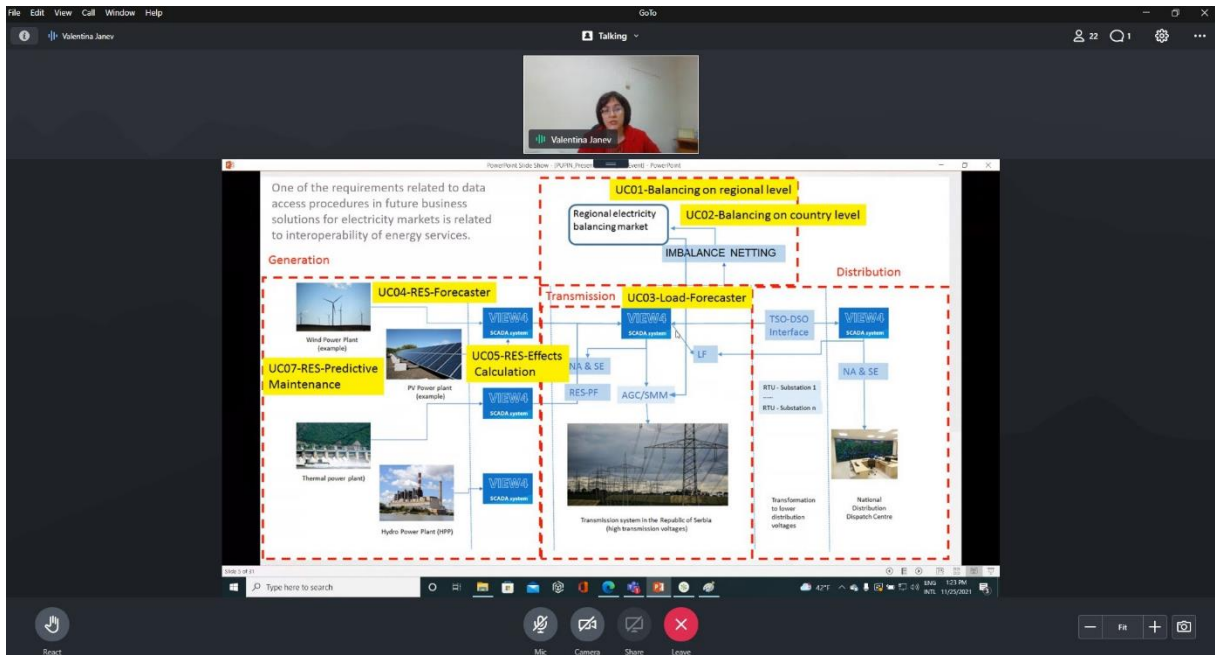 File Edit View Call Window Help
GoTo
Valentina Janev
Talking
22
1
Valentina Janev
One of the requirements related to data
access procedures in future business
solutions for electricity markets is related
to interoperability of energy services.
UC01-Balancing on regional level
Regional electricity
balancing market
UC02-Balancing on country level
IMBALANCE NETTING
Generation
UC04-RES-Forecaster
Wind Power Plant
(example)
VIEW4
SCADA system
UC07-RES-Predictive
Maintenance
PV Power plant
(example)
UC05-RES-Effects
Calculation
VIEW4
SCADA system
Thermal power plant)
Hydro Power Plant (HPP)
VIEW4
SCADA system
Transmission
UC03-Load-Forecaster
VIEW4
SCADA system
LF
NA & SE
RES-PF
AGC/SMM
Transmission system in the Republic of Serbia
(high transmission voltages)
Distribution
TSO-DSO
Interface
VIEW4
SCADA system
NA & SE
RTU - Substation 1
-----
RTU - Substation n
Transformation
to lower
distribution
voltages
National
Distribution
Dispatch Centre
Slide 5 of 31
Type here to search
42°F
ENG
INTL
1:23 PM
11/25/2021
React
Mic
Camera
Share
Leave
Fit